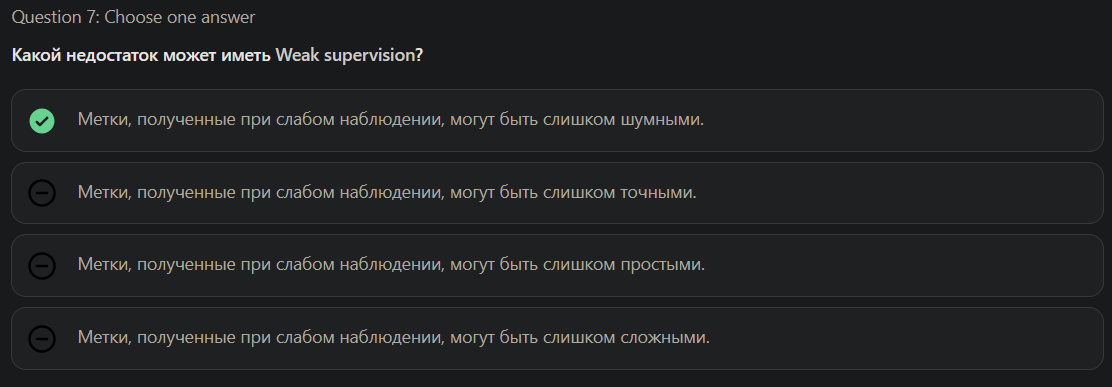 Question 7: Choose one answer
Какой недостаток может иметь Weak supervision?
Метки, полученные при слабом наблюдении, могут быть слишком шумными.
Метки, полученные при слабом наблюдении, могут быть слишком точными.
Метки, полученные при слабом наблюдении, могут быть слишком простыми.
Метки, полученные при слабом наблюдении, могут быть слишком сложными.